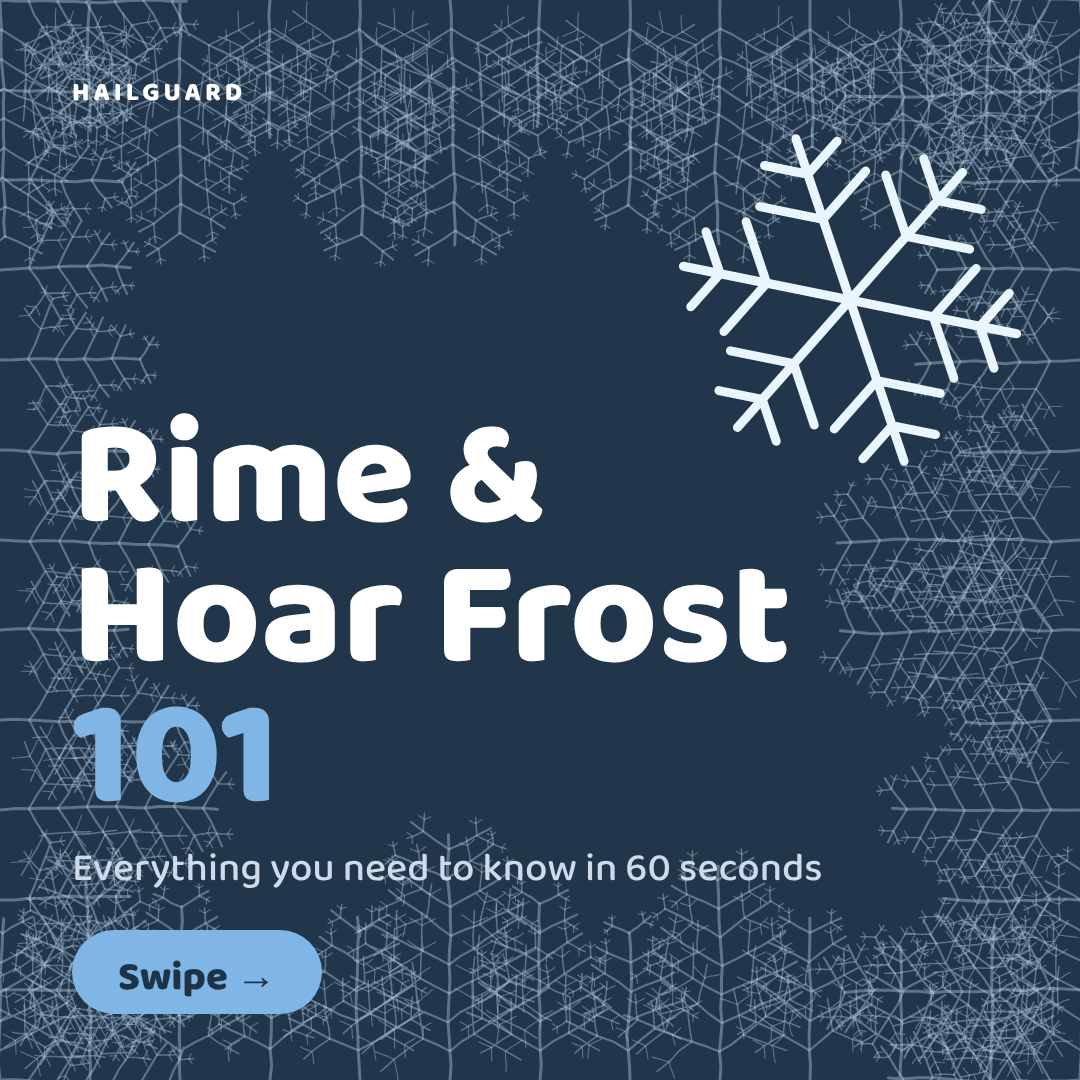 HAILGUARD
Rime &
Hoar Frost
101
Everything you need to know in 60 seconds
Swipe →